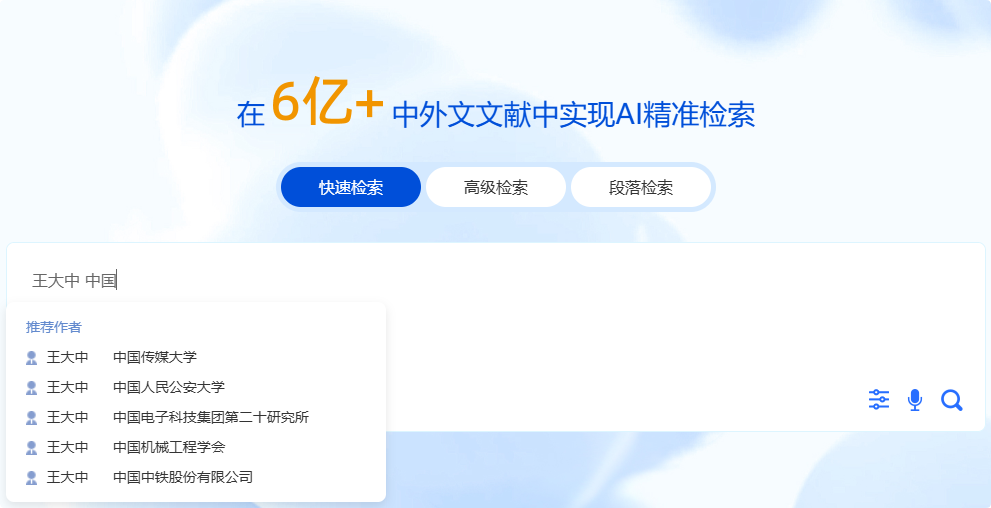 在 6亿+ 中外文文献中实现AI精准检索
快速检索 高级检索 段落检索
王大中 中国
推荐作者
王大中 中国传媒大学
王大中 中国人民公安大学
王大中 中国电子科技集团第二十研究所
王大中 中国机械工程学会
王大中 中国中铁股份有限公司